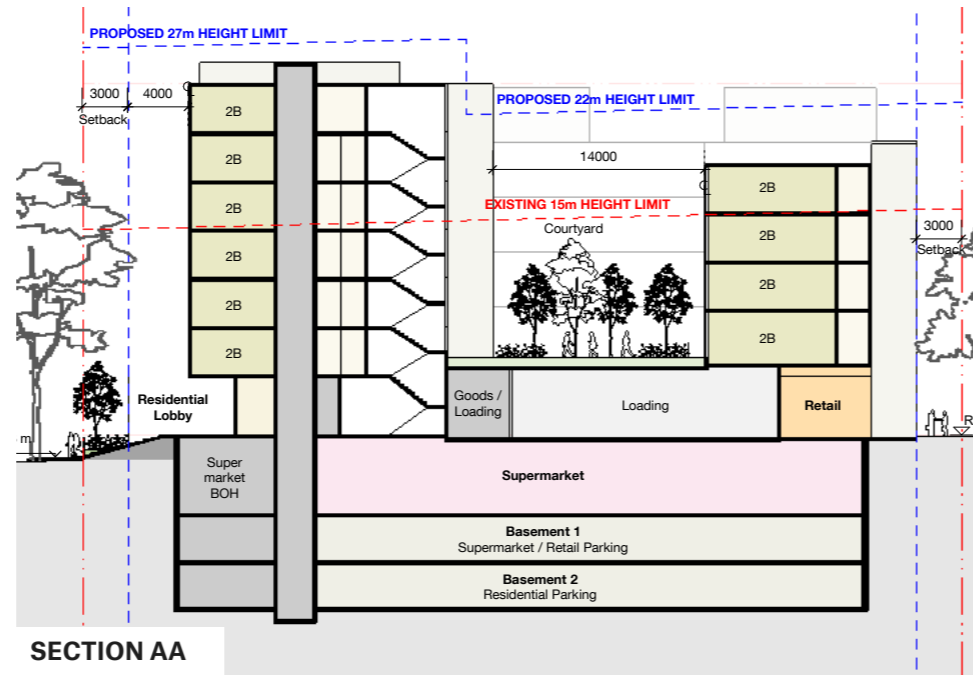 PROPOSED 27m HEIGHT LIMIT
3000
4000
Setback
PROPOSED 22m HEIGHT LIMIT
14000
EXISTING 15m HEIGHT LIMIT
Courtyard
3000
Setback
2B
2B
2B
2B
2B
2B
2B
2B
2B
2B
Residential
Lobby
Goods /
Loading
Loading
Retail
m
R
Super
market
BOH
Supermarket
Basement 1
Supermarket / Retail Parking
Basement 2
Residential Parking
SECTION AA